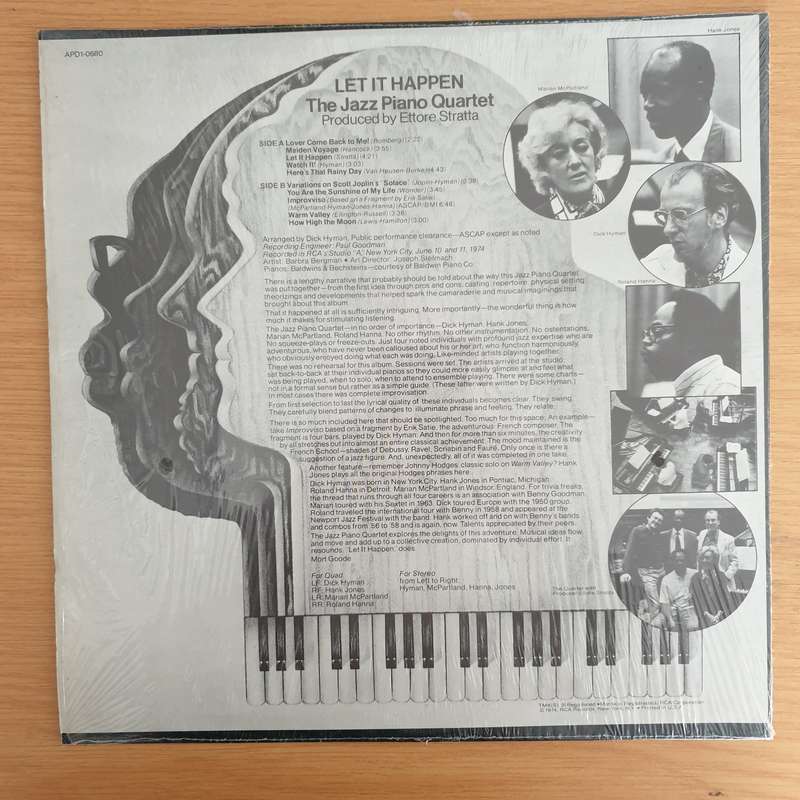 APD1-0680
Hank Jones
LET IT HAPPEN
The Jazz Piano Quartet
Produced by Ettore Stratta
Marian McPartland
SIDE A Lover Come Back to Me! (Romberg) (2:22)
Maiden Voyage (Hancock) (3:55)
Let It Happen (Stratta) (4:21)
Watch It! (Hyman) (3:03)
Here's That Rainy Day (Van Heusen-Burke) (4:43)
SIDE B Variations on Scott Joplin's "Solace" (Joplin-Hyman)
You Are the Sunshine of My Life (Wonder) (3:45)
Improvviso (Based on a Fragment by Erik Satie)
(McPartland-Hyman-Jones-Hanna) (ASCAP/BMI 6:46)
Warm Valley (Ellington-Russell) (3:36)
How High the Moon (Lewis-Hamilton) (3:00)
Dick Hyman
Arranged by Dick Hyman. Public performance clearance—ASCAP except as noted
Recording Engineer: Paul Goodman
Recorded in RCA's Studio "A," New York City, June 10 and 11, 1974
Artist: Barbra Bergman • Art Director: Joseph Stelmach
Pianos: Baldwins & Bechsteins—courtesy of Baldwin Piano Co.
Roland Hanna
There is a lengthy narrative that probably should be told about the way this Jazz Piano Quartet
was put together—from the first idea through pros and cons, casting, repertoire, physical setting,
theorizings and developments that helped spark the camaraderie and musical imaginings that
brought about this album.
That it happened at all is sufficiently intriguing. More importantly—the wonderful thing is how
much it makes for stimulating listening.
The Jazz Piano Quartet—in no order of importance—Dick Hyman, Hank Jones,
Marian McPartland, Roland Hanna. No other rhythm. No other instrumentation. No ostentations.
No squeeze-plays or freeze-outs. Just four noted individuals with profound jazz expertise who are
adventurous, who have never been calloused about his or her art, who function harmoniously,
who obviously enjoyed doing what each was doing. Like-minded artists playing together.
There was no rehearsal for this album. Sessions were set. The artists arrived at the studio,
sat back-to-back at their individual pianos so they could more easily glimpse at and feel what
was being played, when to solo, when to attend to ensemble playing. There were some charts—
not in a formal sense but rather as a simple guide. (These latter were written by Dick Hyman.)
In most cases there was complete improvisation.
From first selection to last the lyrical quality of these individuals becomes clear. They swing.
They carefully blend patterns of changes to illuminate phrase and feeling. They relate.
There is so much included here that should be spotlighted. Too much for this space. An example—
take Improvviso based on a fragment by Erik Satie, the adventurous French composer. The
fragment is four bars, played by Dick Hyman. And then for more than six minutes, the creativity
by all stretches out into almost an entire classical achievement. The mood maintained is the
French School—shades of Debussy, Ravel, Scriabin and Fauré. Only once is there a
suggestion of a jazz figure. And, unexpectedly, all of it was completed in one take.
Another feature—remember Johnny Hodges' classic solo on Warm Valley? Hank
Jones plays all the original Hodges phrases here.
Dick Hyman was born in New York City. Hank Jones in Pontiac, Michigan.
Roland Hanna in Detroit. Marian McPartland in Windsor, England. For trivia freaks,
the thread that runs through all four careers is an association with Benny Goodman.
Marian toured with his Sextet in 1963. Dick toured Europe with the 1950 group.
Roland traveled the international tour with Benny in 1958 and appeared at the
Newport Jazz Festival with the band. Hank worked off and on with Benny's bands
and combos from '56 to '58 and is again, now. Talents appreciated by their peers.
The Jazz Piano Quartet explores the delights of this adventure. Musical ideas flow
and move and add up to a collective creation, dominated by individual effort. It
resounds. "Let It Happen" does.
Mort Goode
The Quartet with
Producer Ettore Stratta
For Quad
LF: Dick Hyman
RF: Hank Jones
LR: Marian McPartland
RR: Roland Hanna
For Stereo
from Left to Right:
Hyman, McPartland, Hanna, Jones
TMK(S) ® Registered • Marca(s) Registrada(s) RCA Corporation
© 1974, RCA Records, New York, N.Y. • Printed in U.S.A.